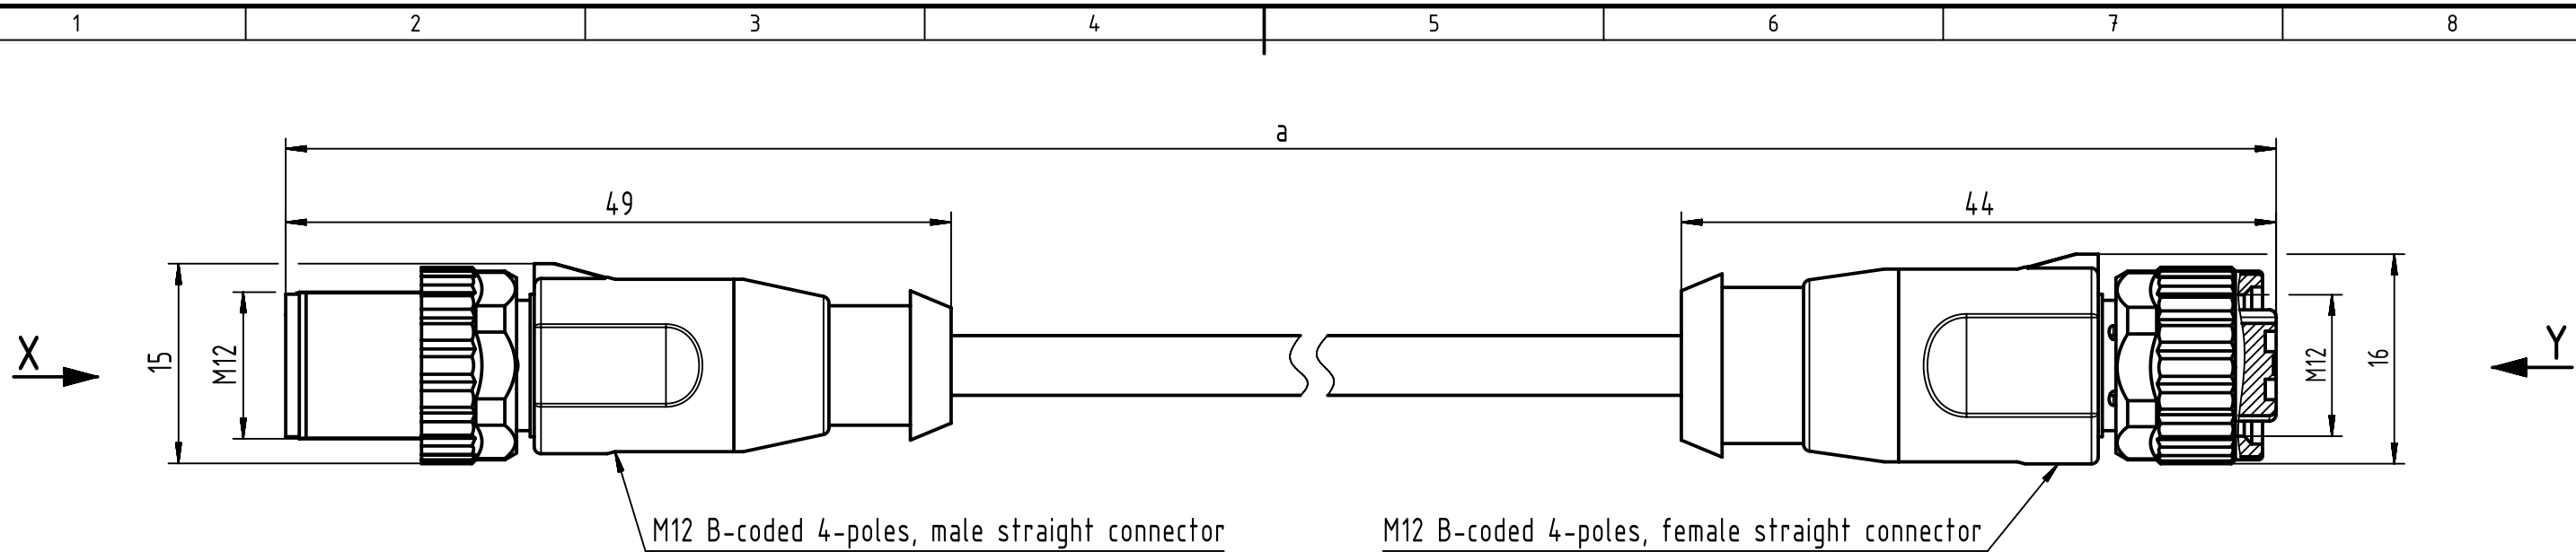 1 2 3 4 5 6 7 8
a
49 44
X 15 M12 M12 16 Y
M12 B-coded 4-poles, male straight connector
M12 B-coded 4-poles, female straight connector